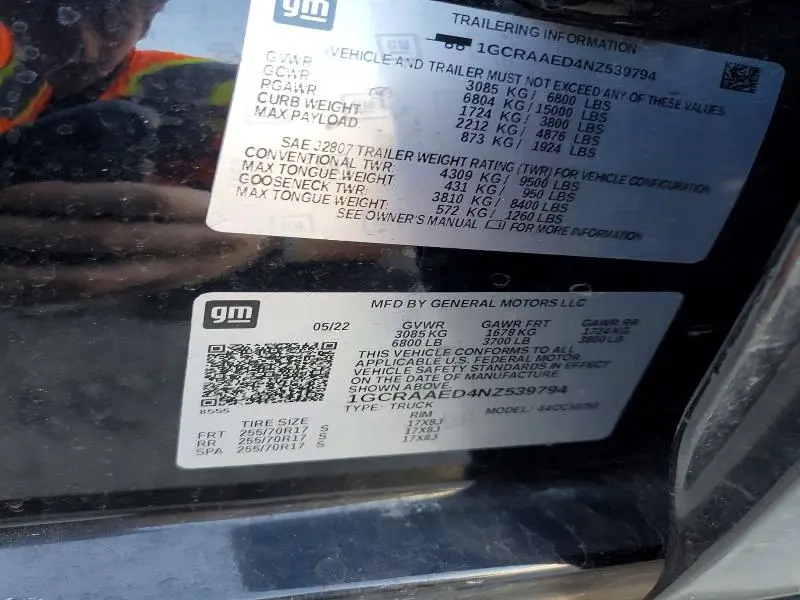 gm
TRAILERING INFORMATION
1GCRAAED4NZ539794
VEHICLE AND TRAILER MUST NOT EXCEED ANY OF THESE VALUES
GVWR 3085 KG/ 6800 LBS
GCWR 6804 KG/15000 LBS
RGAWR 1724 KG/ 3800 LBS
CURB WEIGHT: 2212 KG/ 4876 LBS
MAX PAYLOAD: 873 KG/ 1924 LBS
SAE J2807 TRAILER WEIGHT RATING (TWR) FOR VEHICLE CONFIGURATION
CONVENTIONAL TWR: 4309 KG/ 9500 LBS
MAX TONGUE WEIGHT: 431 KG/ 950 LBS
GOOSENECK TWR: 3810 KG/ 8400 LBS
MAX TONGUE WEIGHT: 572 KG/ 1260 LBS
SEE OWNER'S MANUAL FOR MORE INFORMATION
gm
MFD BY GENERAL MOTORS LLC
05/22 GVWR GAWR FRT GAWR RR
3085 KG 1678 KG 1724 KG
6800 LB 3700 LB 3800 LB
THIS VEHICLE CONFORMS TO ALL
APPLICABLE U.S. FEDERAL MOTOR
VEHICLE SAFETY STANDARDS IN EFFECT
ON THE DATE OF MANUFACTURE
SHOWN ABOVE.
1GCRAAED4NZ539794
8555
TYPE: TRUCK MODEL:
TIRE SIZE RIM
FRT 255/70R17 S 17X8J
RR 255/70R17 S 17X8J
SPA 255/70R17 S 17X8J